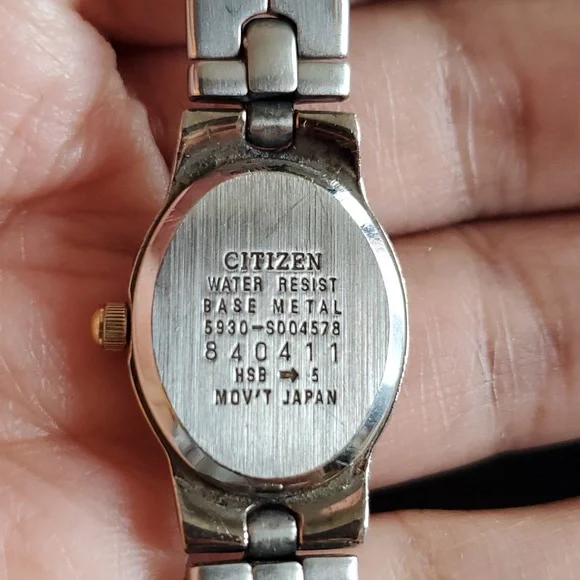 CITIZEN
WATER RESIST
BASE METAL
5930-S004578
840411
HSB ➡ 5
MOV'T JAPAN